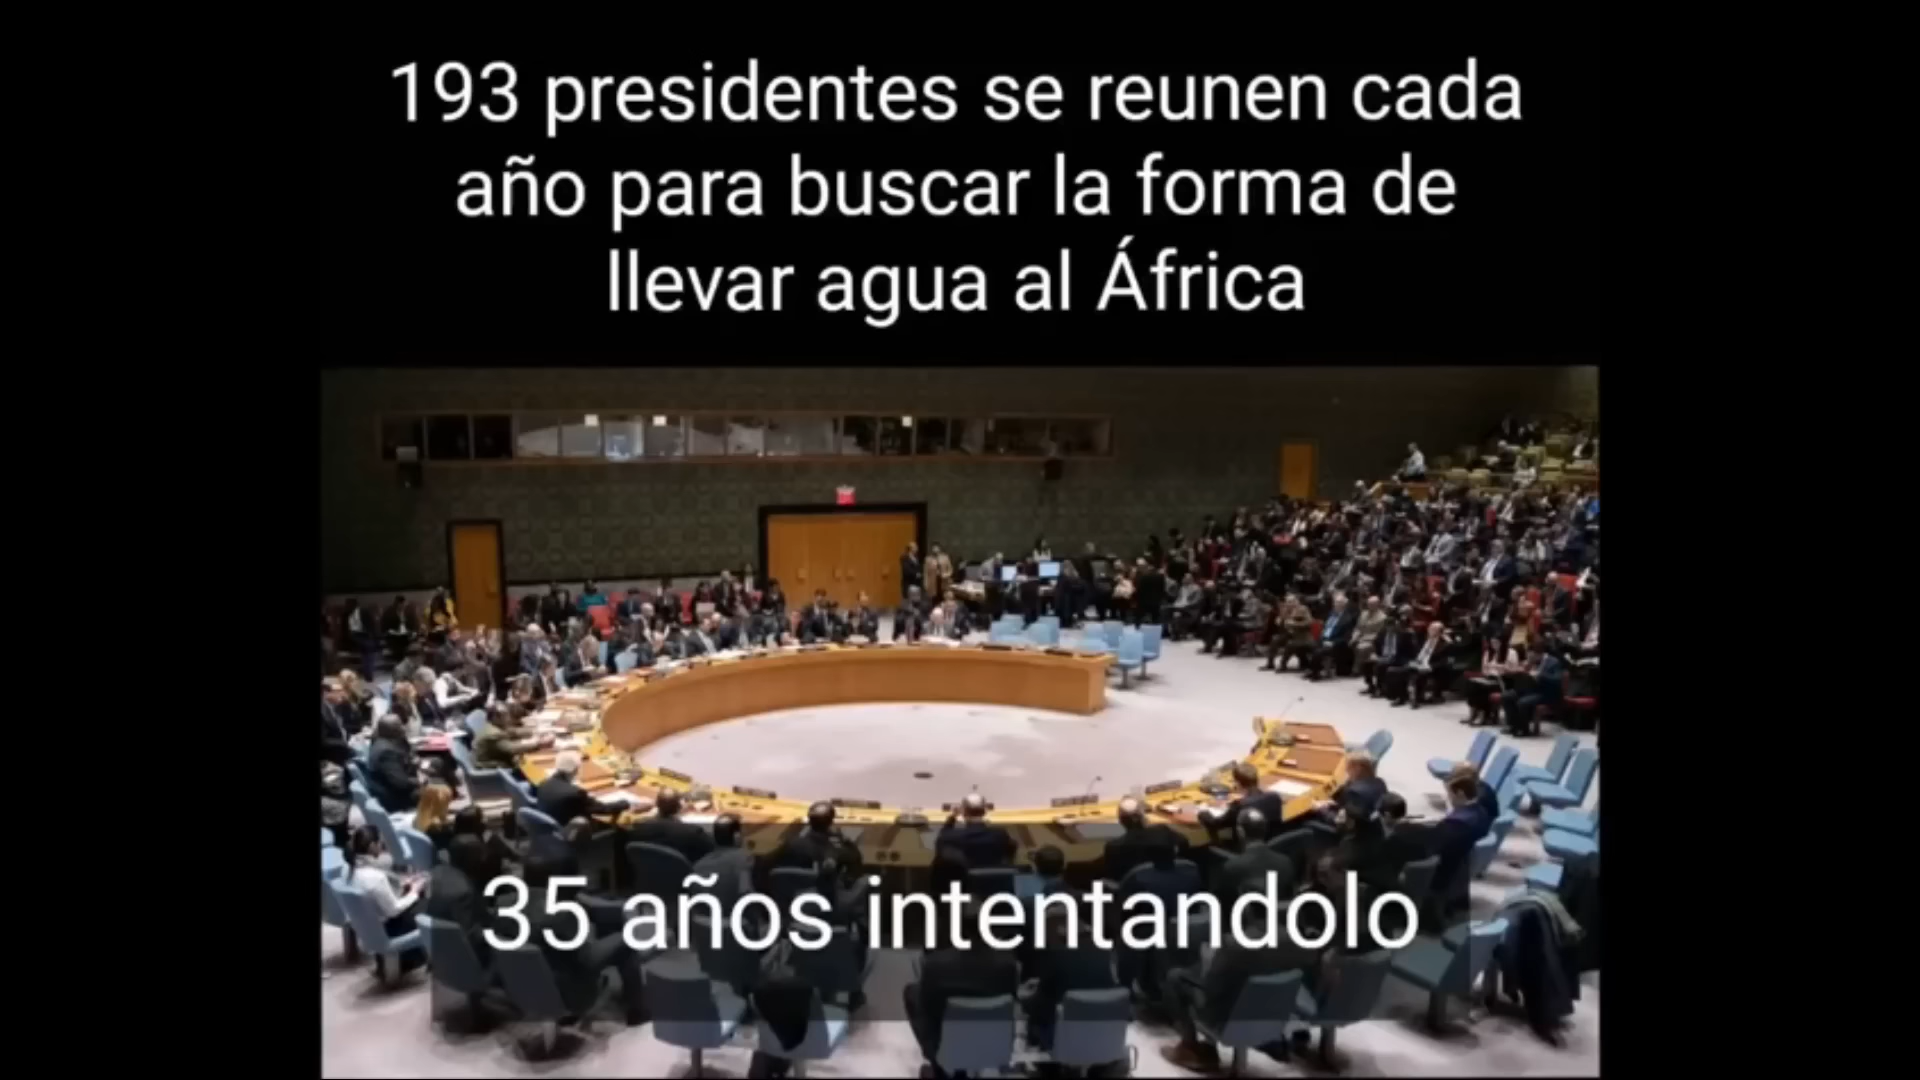 193 presidentes se reunen cada
año para buscar la forma de
llevar agua al África
35 años intentandolo